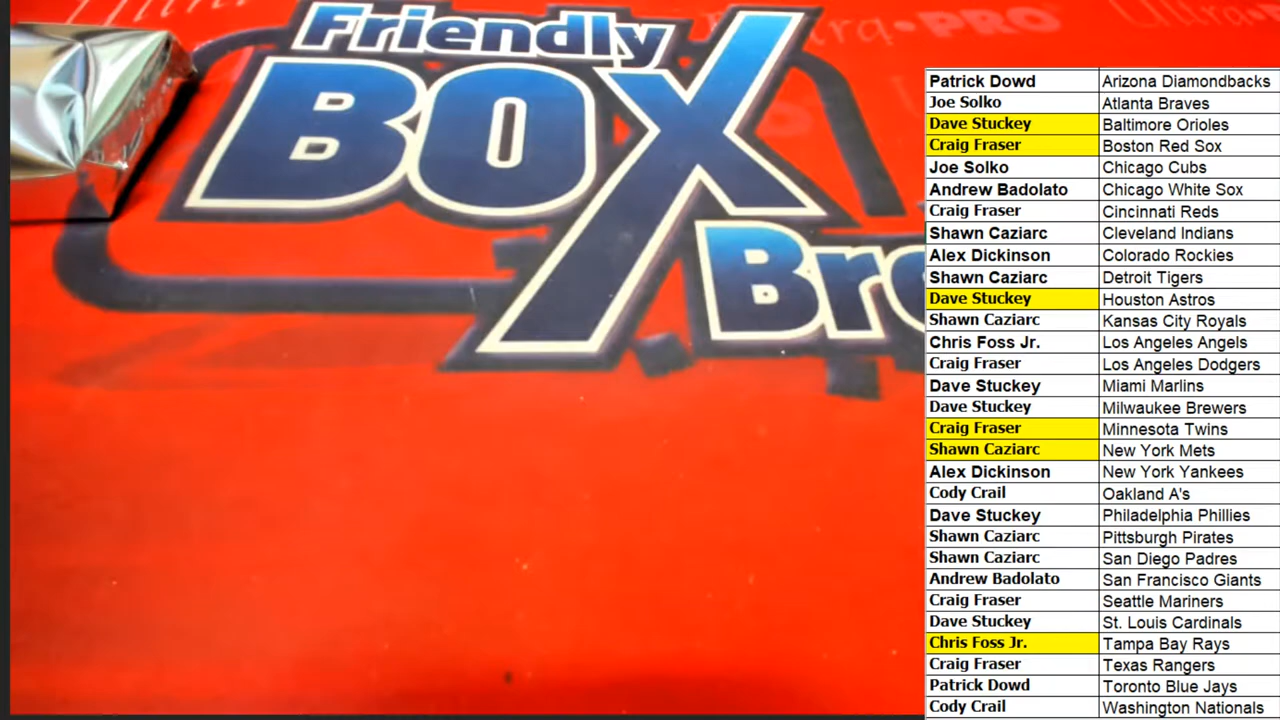 Friendly
BOX
Ultra•PRO
Patrick Dowd Arizona Diamondbacks
Joe Solko Atlanta Braves
Dave Stuckey Baltimore Orioles
Craig Fraser Boston Red Sox
Joe Solko Chicago Cubs
Andrew Badolato Chicago White Sox
Craig Fraser Cincinnati Reds
Shawn Caziarc Cleveland Indians
Alex Dickinson Colorado Rockies
Shawn Caziarc Detroit Tigers
Dave Stuckey Houston Astros
Shawn Caziarc Kansas City Royals
Chris Foss Jr. Los Angeles Angels
Craig Fraser Los Angeles Dodgers
Dave Stuckey Miami Marlins
Dave Stuckey Milwaukee Brewers
Craig Fraser Minnesota Twins
Shawn Caziarc New York Mets
Alex Dickinson New York Yankees
Cody Crail Oakland A's
Dave Stuckey Philadelphia Phillies
Shawn Caziarc Pittsburgh Pirates
Shawn Caziarc San Diego Padres
Andrew Badolato San Francisco Giants
Craig Fraser Seattle Mariners
Dave Stuckey St. Louis Cardinals
Chris Foss Jr. Tampa Bay Rays
Craig Fraser Texas Rangers
Patrick Dowd Toronto Blue Jays
Cody Crail Washington Nationals